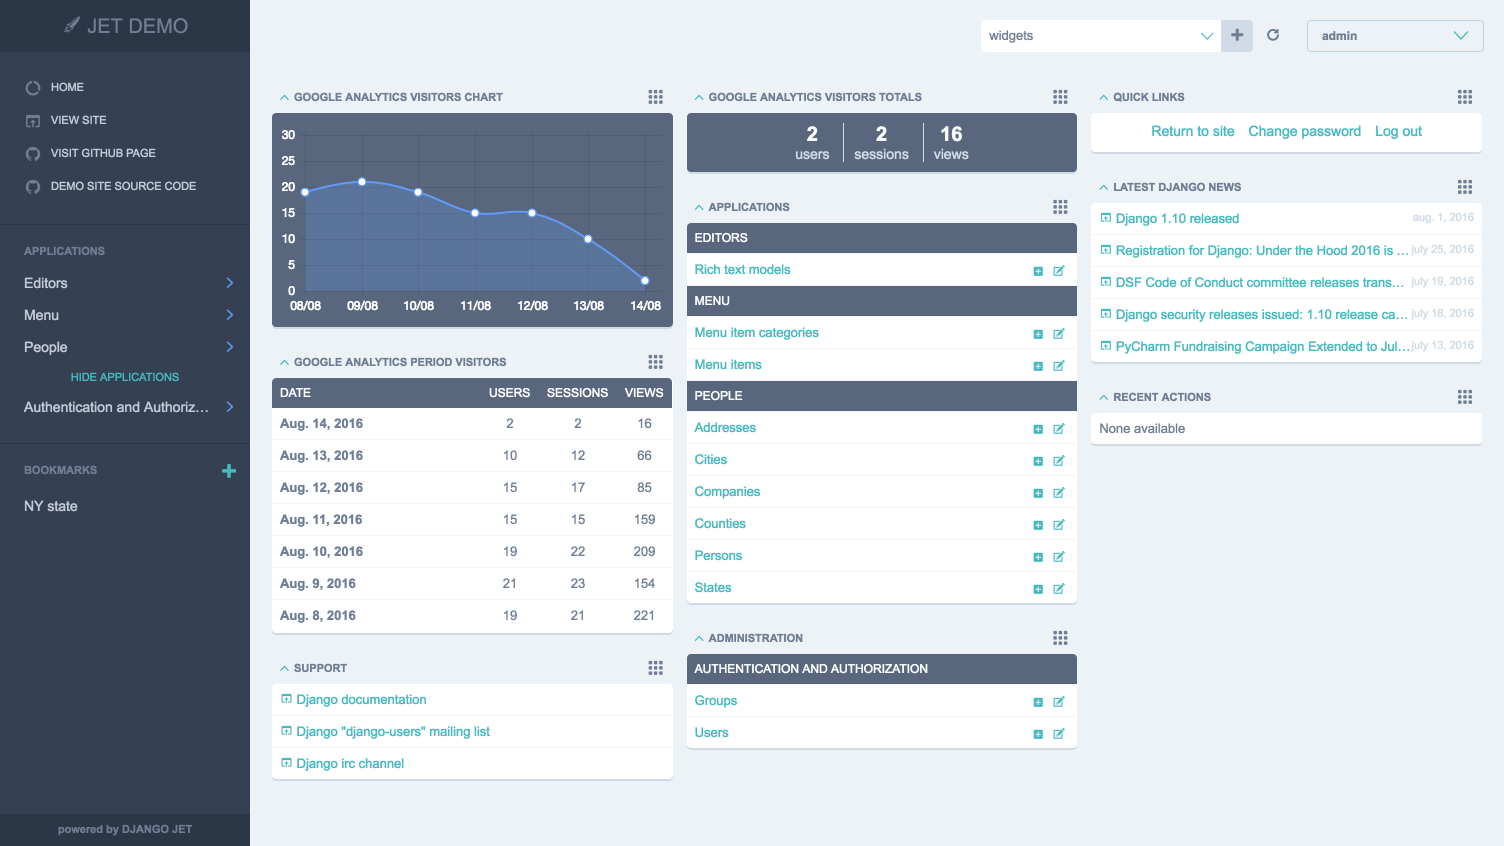 JET DEMO
HOME
VIEW SITE
VISIT GITHUB PAGE
DEMO SITE SOURCE CODE
APPLICATIONS
Editors
Menu
People
HIDE APPLICATIONS
Authentication and Authoriz...
BOOKMARKS
NY state
powered by DJANGO JET
widgets
admin
GOOGLE ANALYTICS VISITORS CHART
30
25
20
15
10
5
0
08/08 09/08 10/08 11/08 12/08 13/08 14/08
GOOGLE ANALYTICS PERIOD VISITORS
DATE USERS SESSIONS VIEWS
Aug. 14, 2016 2 2 16
Aug. 13, 2016 10 12 66
Aug. 12, 2016 15 17 85
Aug. 11, 2016 15 15 159
Aug. 10, 2016 19 22 209
Aug. 9, 2016 21 23 154
Aug. 8, 2016 19 21 221
SUPPORT
Django documentation
Django "django-users" mailing list
Django irc channel
GOOGLE ANALYTICS VISITORS TOTALS
2 2 16
users sessions views
APPLICATIONS
EDITORS
Rich text models
MENU
Menu item categories
Menu items
PEOPLE
Addresses
Cities
Companies
Counties
Persons
States
ADMINISTRATION
AUTHENTICATION AND AUTHORIZATION
Groups
Users
QUICK LINKS
Return to site Change password Log out
LATEST DJANGO NEWS
Django 1.10 released aug. 1, 2016
Registration for Django: Under the Hood 2016 is ... july 25, 2016
DSF Code of Conduct committee releases trans... july 19, 2016
Django security releases issued: 1.10 release ca... july 18, 2016
PyCharm Fundraising Campaign Extended to Jul... july 13, 2016
RECENT ACTIONS
None available